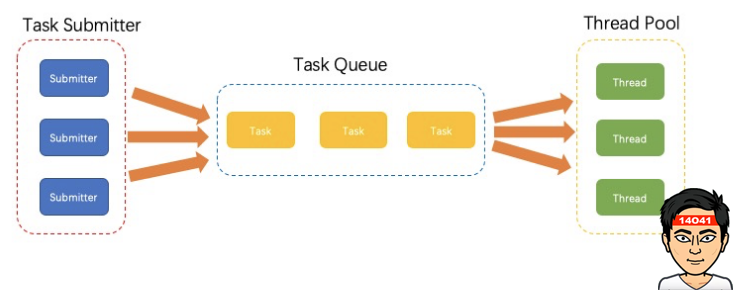 Task Submitter
Thread Pool
Task Queue
Submitter
Submitter
Submitter
Task Task Task
Thread
Thread
Thread
14041